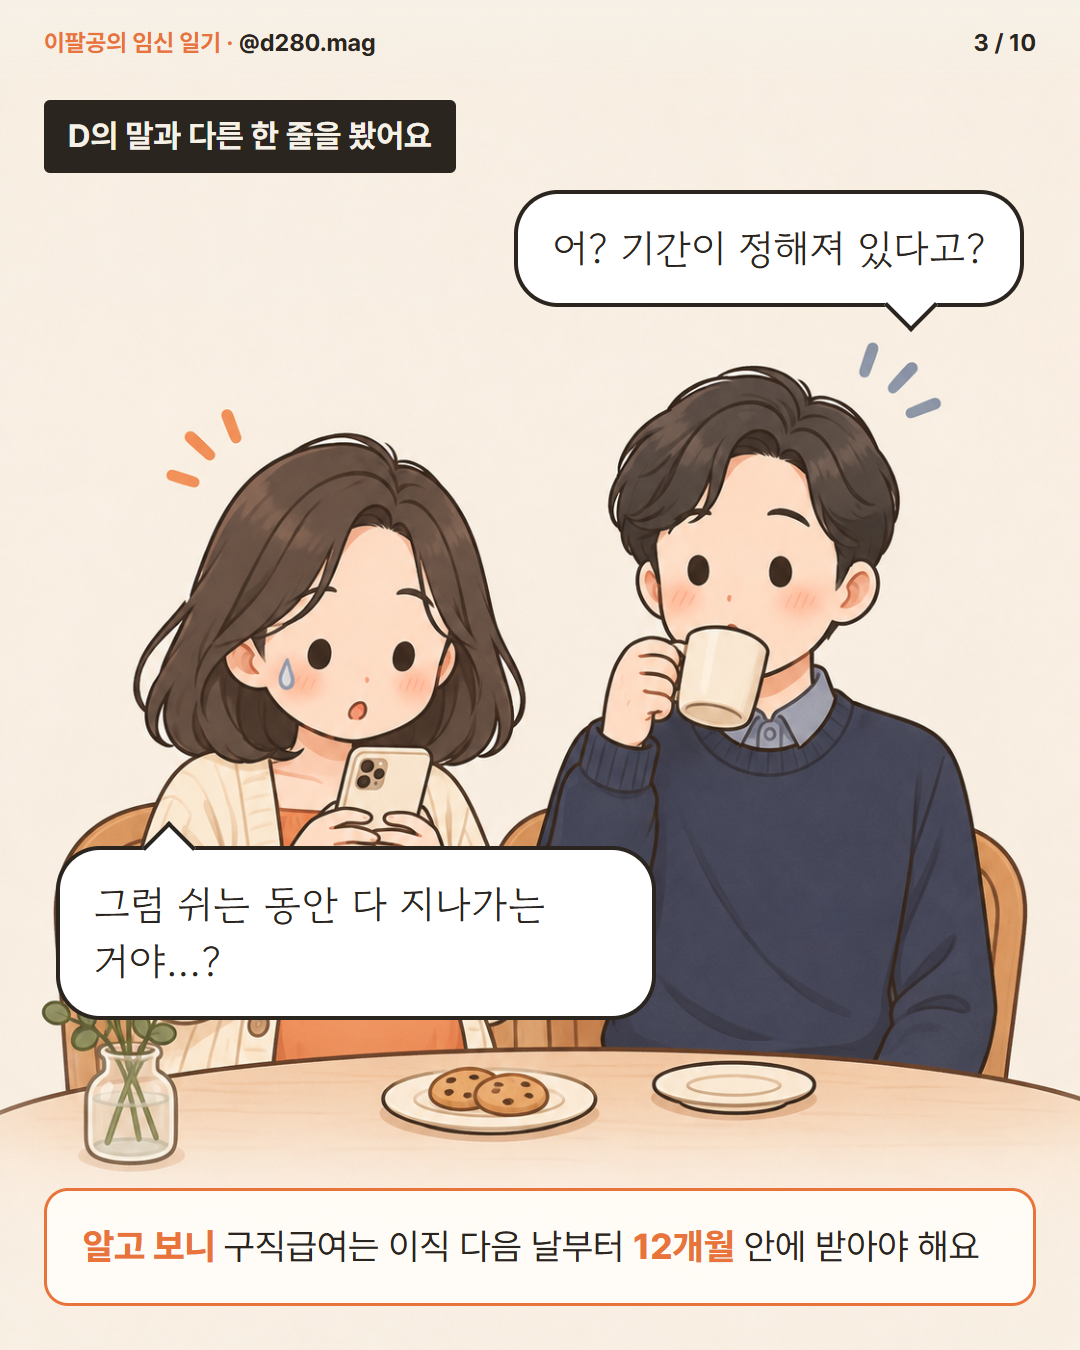 이팔공의 임신 일기 · @d280.mag
3 / 10
D의 말과 다른 한 줄을 봤어요
어? 기간이 정해져 있다고?
그럼 쉬는 동안 다 지나가는
거야...?
알고 보니 구직급여는 이직 다음 날부터 12개월 안에 받아야 해요